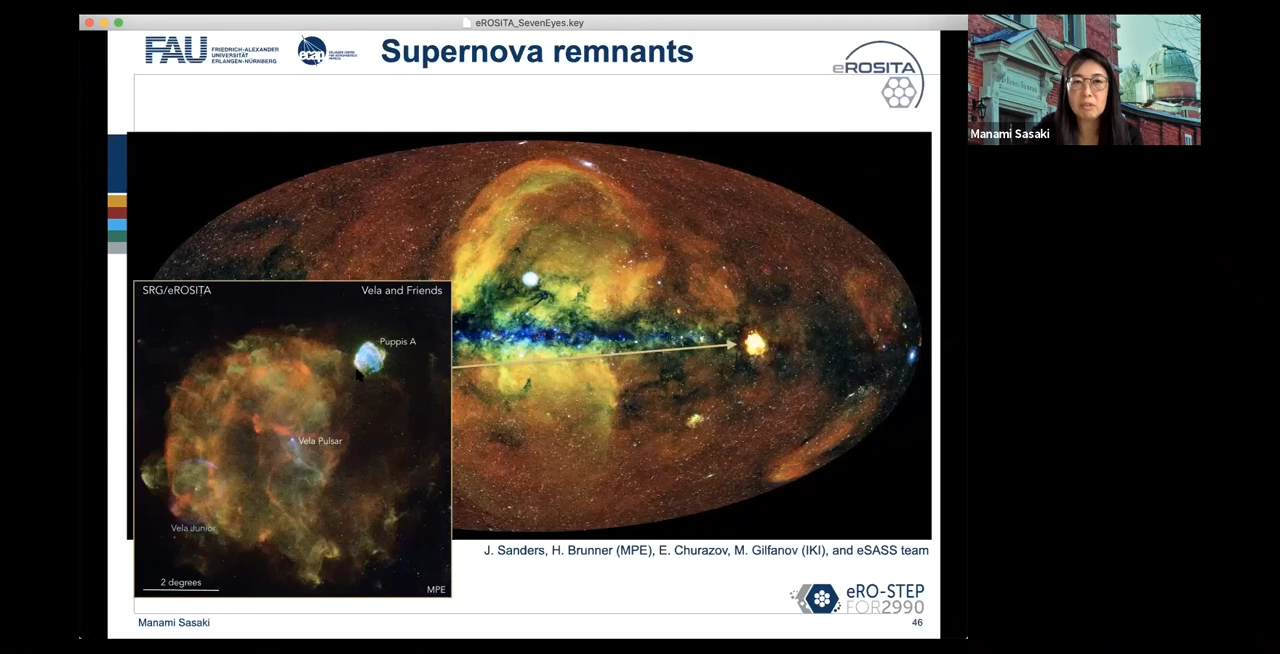 eROSITA_SevenEyes.key
FAU
FRIEDRICH-ALEXANDER
UNIVERSITÄT
ERLANGEN-NÜRNBERG
ecap
Supernova remnants
eROSITA
Manami Sasaki
SRG/eROSITA
Vela and Friends
Puppis A
Vela Pulsar
Vela Junior
2 degrees
MPE
J. Sanders, H. Brunner (MPE), E. Churazov, M. Gilfanov (IKI), and eSASS team
eRO-STEP
FOR2990
Manami Sasaki
46